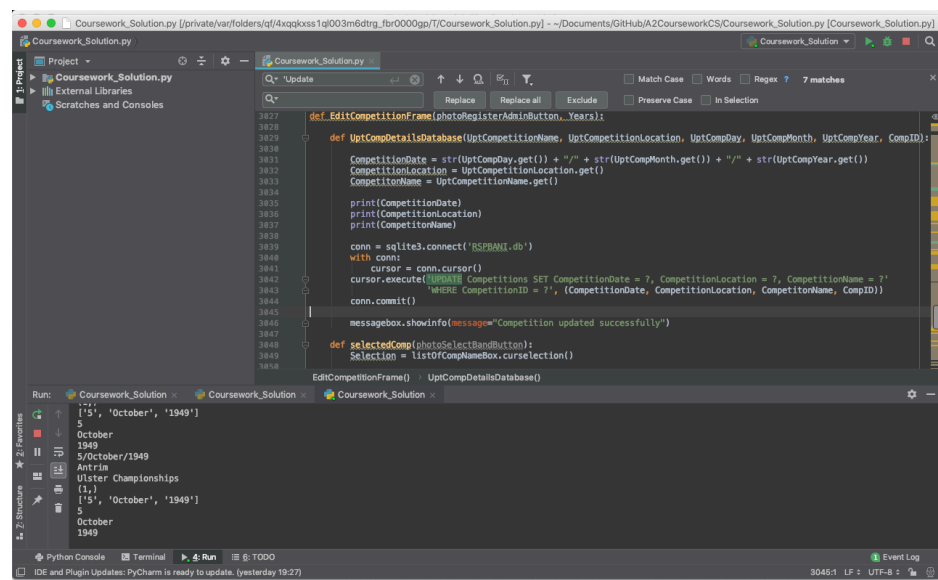 Coursework_Solution.py [/private/var/folders/qf/4xqqkxss1ql003m6dtrg_fbr0000gp/T/Coursework_Solution.py] - ~/Documents/GitHub/A2CourseworkCS/Coursework_Solution.py [Coursework_Solution.py]
Coursework_Solution.py
Coursework_Solution
Project
Coursework_Solution.py
1: Project
Coursework_Solution.py
External Libraries
Scratches and Consoles
'Update
Match Case Words Regex ? 7 matches
Replace Replace all Exclude Preserve Case In Selection
3027 def EditCompetitionFrame(photoRegisterAdminButton, Years):
3028
3029 def UptCompDetailsDatabase(UptCompetitionName, UptCompetitionLocation, UptCompDay, UptCompMonth, UptCompYear, CompID):
3030
3031 CompetitionDate = str(UptCompDay.get()) + "/" + str(UptCompMonth.get()) + "/" + str(UptCompYear.get())
3032 CompetitionLocation = UptCompetitionLocation.get()
3033 CompetitonName = UptCompetitionName.get()
3034
3035 print(CompetitionDate)
3036 print(CompetitionLocation)
3037 print(CompetitonName)
3038
3039 conn = sqlite3.connect('RSPBANI.db')
3040 with conn:
3041 cursor = conn.cursor()
3042 cursor.execute('UPDATE Competitions SET CompetitionDate = ?, CompetitionLocation = ?, CompetitionName = ?'
3043 'WHERE CompetitionID = ?', (CompetitionDate, CompetitionLocation, CompetitonName, CompID))
3044 conn.commit()
3045
3046 messagebox.showinfo(message="Competition updated successfully")
3047
3048 def selectedComp(photoSelectBandButton):
3049 Selection = listOfCompNameBox.curselection()
3050
EditCompetitionFrame() › UptCompDetailsDatabase()
Run: Coursework_Solution Coursework_Solution Coursework_Solution
['5', 'October', '1949']
5
October
1949
5/October/1949
Antrim
Ulster Championships
(1,)
['5', 'October', '1949']
5
October
1949
2: Favorites
7: Structure
Python Console Terminal 4: Run 6: TODO 1 Event Log
IDE and Plugin Updates: PyCharm is ready to update. (yesterday 19:27) 3045:1 LF UTF-8